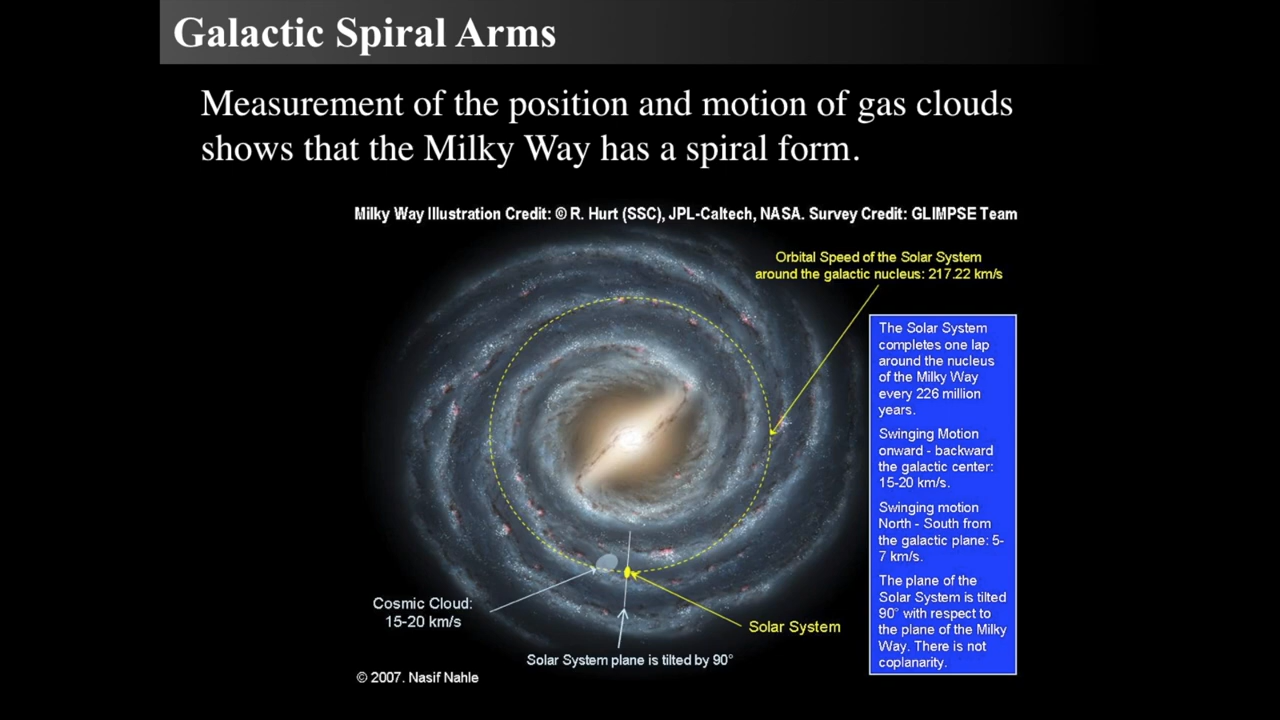 Galactic Spiral Arms
Measurement of the position and motion of gas clouds
shows that the Milky Way has a spiral form.
Milky Way Illustration Credit: © R. Hurt (SSC), JPL-Caltech, NASA. Survey Credit: GLIMPSE Team
Orbital Speed of the Solar System
around the galactic nucleus: 217.22 km/s
The Solar System
completes one lap
around the nucleus
of the Milky Way
every 226 million
years.
Swinging Motion
onward - backward
the galactic center:
15-20 km/s.
Swinging motion
North - South from
the galactic plane: 5-
7 km/s.
The plane of the
Solar System is tilted
90° with respect to
the plane of the Milky
Way. There is not
coplanarity.
Cosmic Cloud:
15-20 km/s
Solar System
Solar System plane is tilted by 90°
© 2007. Nasif Nahle